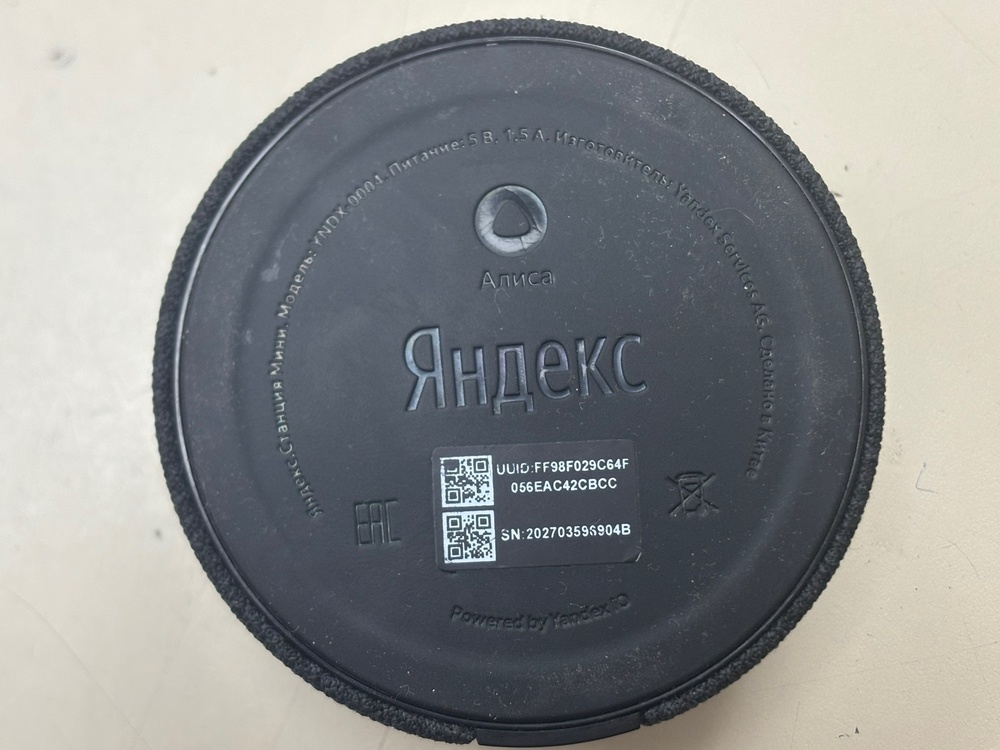 Яндекс.Станция Мини. Модель: YNDX-0004. Питание: 5 В, 1.5 А. Изготовитель: Yandex Services AG. Сделано в Китае
Алиса
Яндекс
UUID:FF98F029C64F
056EAC42CBCC
EAC
SN:202703596904B
Powered by Yandex IO